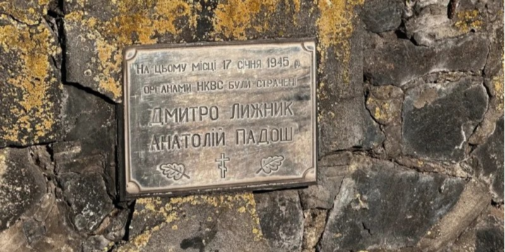 На цьому місці 17 січня 1945 р.
органами НКВС були страчені
Дмитро Лижник
Анатолій Падош